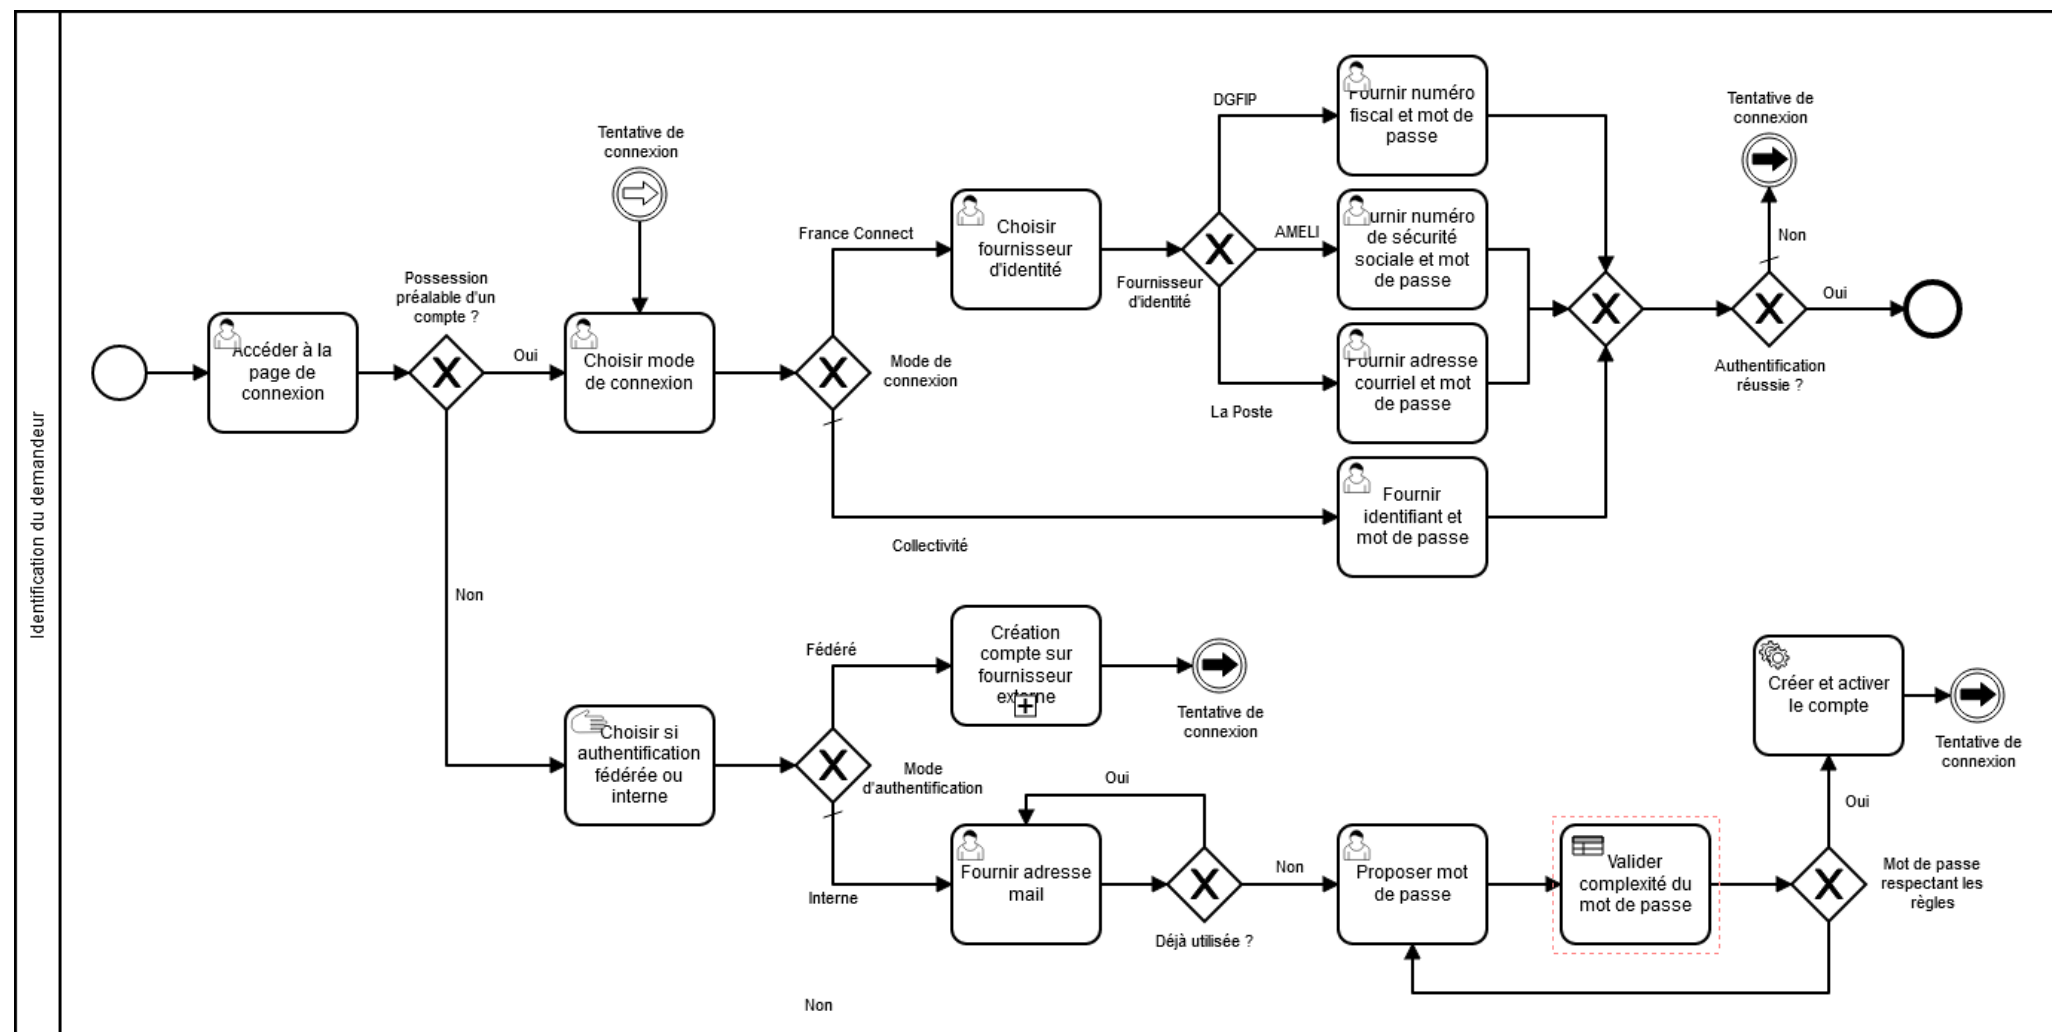 Identification du demandeur
Tentative de
connexion
Possession
préalable d'un
compte ?
Accéder à la
page de
connexion
Oui
Choisir mode
de connexion
France Connect
Mode de
connexion
Collectivité
Choisir
fournisseur
d'identité
Fournisseur
d'identité
DGFIP
AMELI
La Poste
Fournir numéro
fiscal et mot de
passe
Fournir numéro
de sécurité
sociale et mot
de passe
Fournir adresse
courriel et mot
de passe
Fournir
identifiant et
mot de passe
Tentative de
connexion
Non
Oui
Authentification
réussie ?
Non
Choisir si
authentification
fédérée ou
interne
Fédéré
Mode
d'authentification
Interne
Création
compte sur
fournisseur
externe
Tentative de
connexion
Fournir adresse
mail
Oui
Déjà utilisée ?
Non
Proposer mot
de passe
Valider
complexité du
mot de passe
Mot de passe
respectant les
règles
Oui
Créer et activer
le compte
Tentative de
connexion
Non